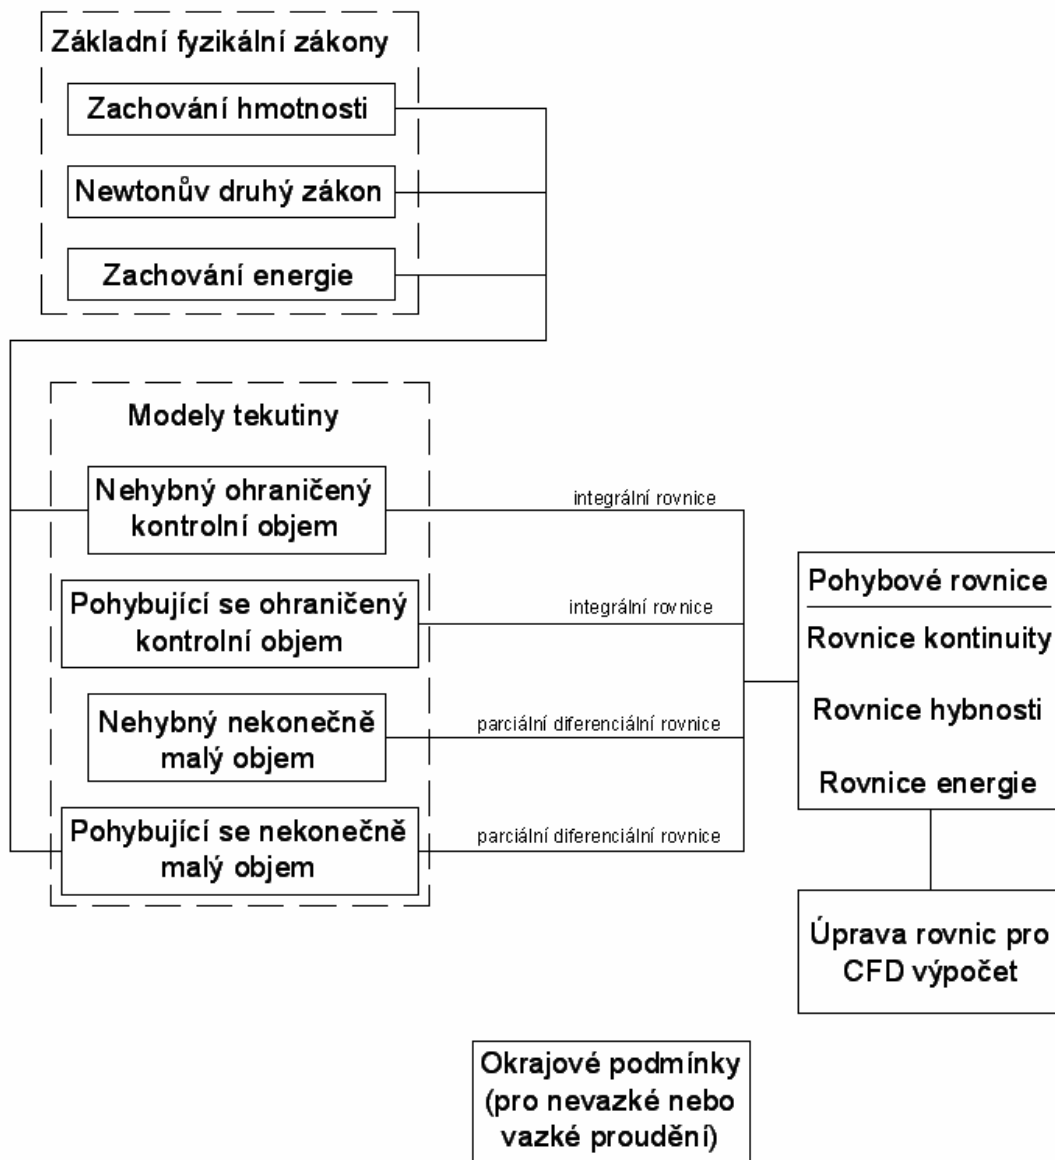 Základní fyzikální zákony
Zachování hmotnosti
Newtonův druhý zákon
Zachování energie
Modely tekutiny
Nehybný ohraničený
kontrolní objem
integrální rovnice
Pohybující se ohraničený
kontrolní objem
integrální rovnice
Nehybný nekonečně
malý objem
parciální diferenciální rovnice
Pohybující se nekonečně
malý objem
parciální diferenciální rovnice
Pohybové rovnice
Rovnice kontinuity
Rovnice hybnosti
Rovnice energie
Úprava rovnic pro
CFD výpočet
Okrajové podmínky
(pro nevazké nebo
vazké proudění)